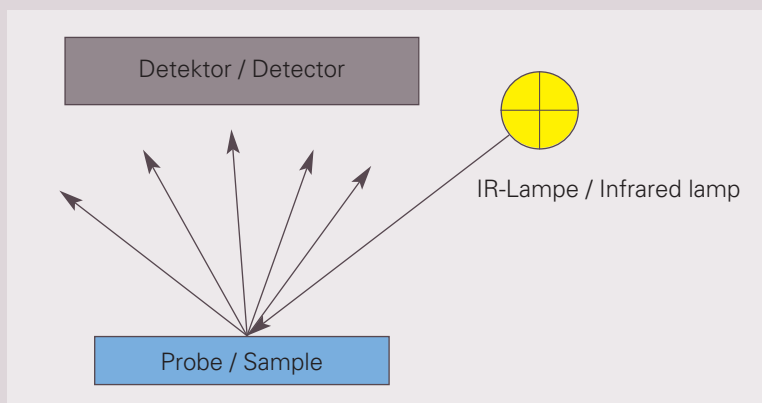 Detektor / Detector
IR-Lampe / Infrared lamp
Probe / Sample